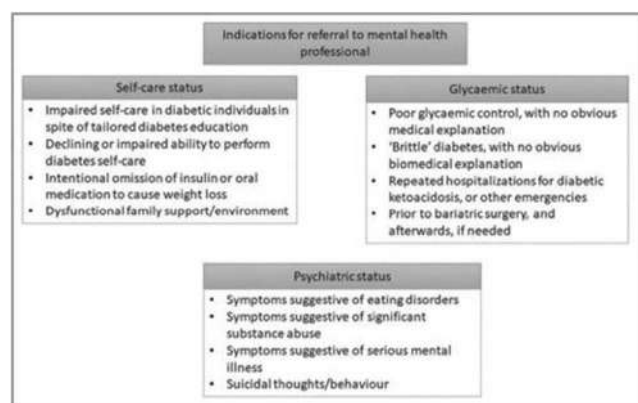 Indications for referral to mental health
professional
Self-care status
• Impaired self-care in diabetic individuals in
spite of tailored diabetes education
• Declining or impaired ability to perform
diabetes self-care
• Intentional omission of insulin or oral
medication to cause weight loss
• Dysfunctional family support/environment
Glycaemic status
• Poor glycaemic control, with no obvious
medical explanation
• 'Brittle' diabetes, with no obvious
biomedical explanation
• Repeated hospitalizations for diabetic
ketoacidosis, or other emergencies
• Prior to bariatric surgery, and
afterwards, if needed
Psychiatric status
• Symptoms suggestive of eating disorders
• Symptoms suggestive of significant
substance abuse
• Symptoms suggestive of serious mental
illness
• Suicidal thoughts/behaviour